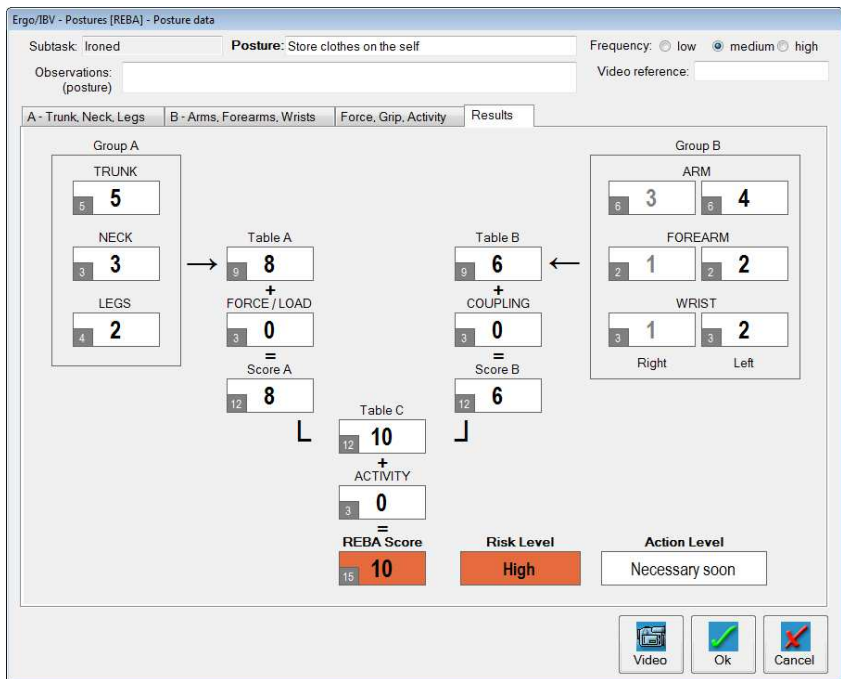 Ergo/IBV - Postures [REBA] - Posture data
Subtask: Ironed Posture: Store clothes on the self Frequency: low medium high
Observations: (posture) Video reference:
A - Trunk, Neck, Legs B - Arms, Forearms, Wrists Force, Grip, Activity Results
Group A Group B
TRUNK ARM
5 5 6 3 6 4
NECK Table A Table B FOREARM
3 3 → 9 8 9 6 ← 2 1 2 2
+ +
LEGS FORCE / LOAD COUPLING WRIST
4 2 3 0 3 0 3 1 3 2
= =
Score A Score B Right Left
12 8 12 6
Table C
12 10
+
ACTIVITY
3 0
=
REBA Score Risk Level Action Level
15 10 High Necessary soon
Video Ok Cancel